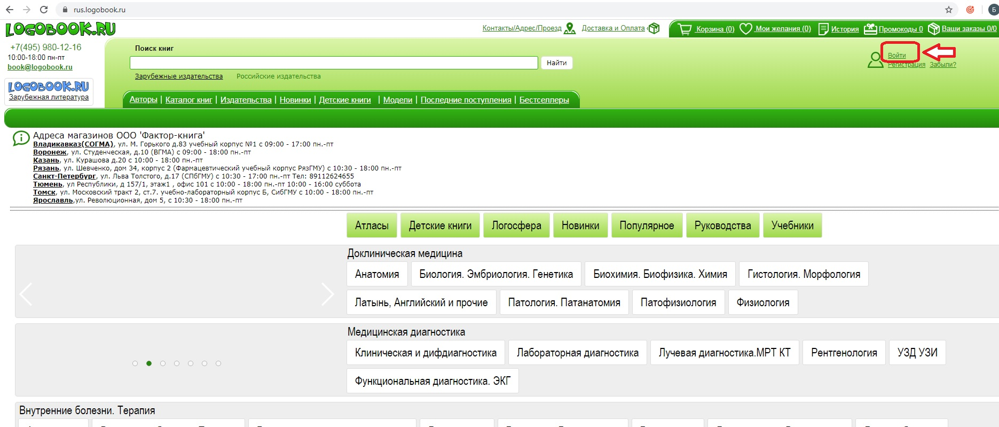 rus.logobook.ru
Б
LOGOBOOK.RU
Контакты/Адрес/Проезд
Доставка и Оплата
Корзина (0)
Мои желания (0)
История
Промокоды 0
Ваши заказы 0/0
+7(495) 980-12-16
10:00-18:00 пн-пт
book@logobook.ru
LOGOBOOK.RU
Зарубежная литература
Поиск книг
Найти
Зарубежные издательства
Российские издательства
Войти
Регистрация Забыли?
Авторы | Каталог книг | Издательства | Новинки | Детские книги | Модели | Последние поступления | Бестселлеры
Адреса магазинов ООО 'Фактор-книга'
Владикавказ(СОГМА), ул. М. Горького д.83 учебный корпус №1 с 09:00 - 17:00 пн.-пт
Воронеж, ул. Студенческая, д.10 (ВГМА) с 09:00 - 18:00 пн.-пт
Казань, ул. Курашова д.20 с 10:00 - 18:00 пн.-пт
Рязань, ул. Шевченко, дом 34, корпус 2 (Фармацевтический учебный корпус РязГМУ) с 10:30 - 18:00 пн.-пт
Санкт-Петербург, ул. Льва Толстого, д.17 (СПбГМУ) с 10:30 - 17:00 пн.-пт Тел: 89112624655
Тюмень, ул Республики, д 157/1, этаж1 , офис 101 с 10:00 - 18:00 пн.-пт 10:00 - 16:00 суббота
Томск, ул. Московский тракт 2, ст.7. учебно-лабораторный корпус Б, СибГМУ с 10:00 - 18:00 пн.-пт
Ярославль,ул. Революционная, дом 5, с 10:30 - 18:00 пн.-пт
Атласы
Детские книги
Логосфера
Новинки
Популярное
Руководства
Учебники
Доклиническая медицина
Анатомия
Биология. Эмбриология. Генетика
Биохимия. Биофизика. Химия
Гистология. Морфология
Латынь, Английский и прочие
Патология. Патанатомия
Патофизиология
Физиология
Медицинская диагностика
Клиническая и дифдиагностика
Лабораторная диагностика
Лучевая диагностика.МРТ КТ
Рентгенология
УЗД УЗИ
Функциональная диагностика. ЭКГ
Внутренние болезни. Терапия